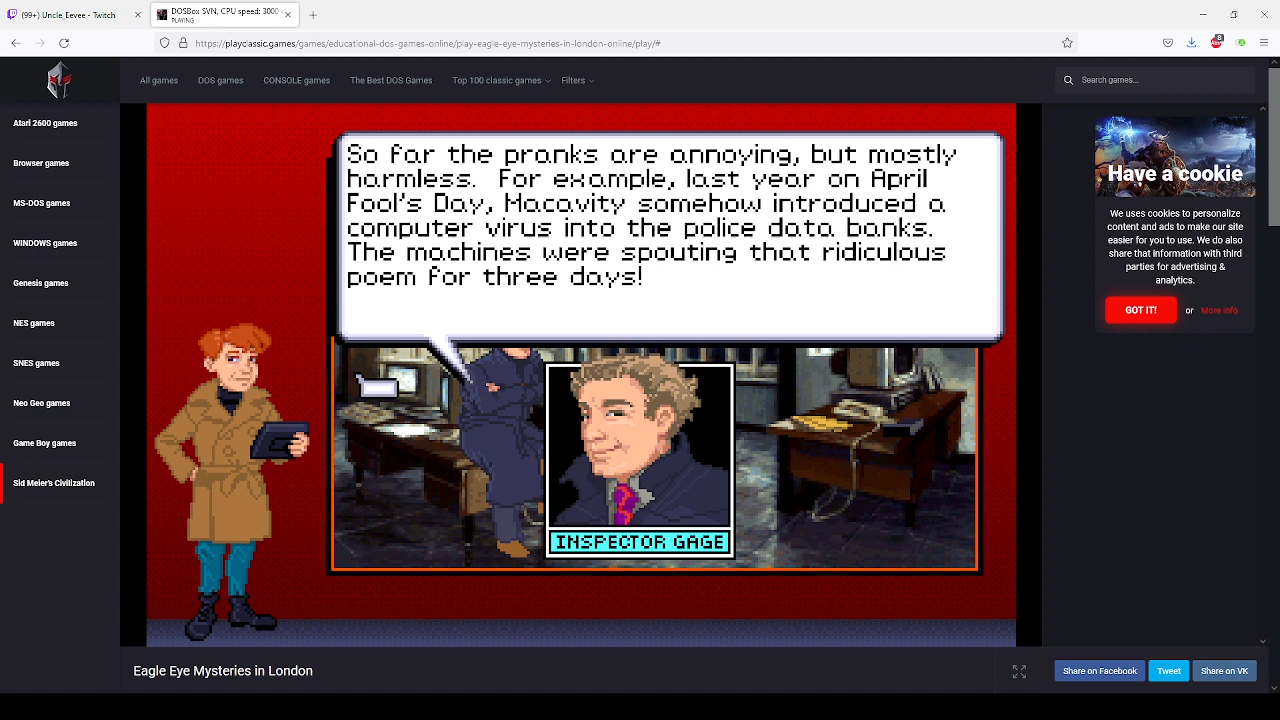 (99+) Uncle_Eevee - Twitch
DOSBox SVN, CPU speed: 3000
PLAYING
https://playclassic.games/games/educational-dos-games-online/play-eagle-eye-mysteries-in-london-online/play/#
8
All games
DOS games
CONSOLE games
The Best DOS Games
Top 100 classic games
Filters
Search games...
Atari 2600 games
Browser games
MS-DOS games
WINDOWS games
Genesis games
NES games
SNES games
Neo Geo games
Game Boy games
Sid Meier's Civilization
So far the pranks are annoying, but mostly
harmless. For example, last year on April
Fool's Day, Macavity somehow introduced a
computer virus into the police data banks.
The machines were spouting that ridiculous
poem for three days!
INSPECTOR GAGE
Have a cookie
We use cookies to personalize
content and ads to make our site
easier for you to use. We do also
share that information with third
parties for advertising &
analytics.
GOT IT!
or
More info
Eagle Eye Mysteries in London
Share on Facebook
Tweet
Share on VK